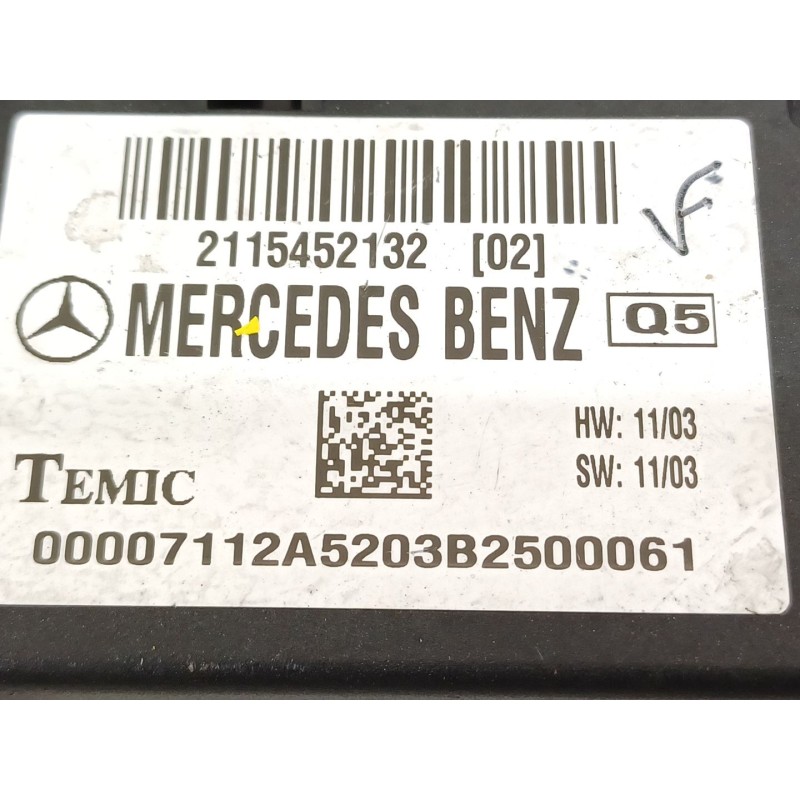 2115452132 [02]
MERCEDES BENZ Q5
HW: 11/03
TEMIC
SW: 11/03
00007112A5203B2500061